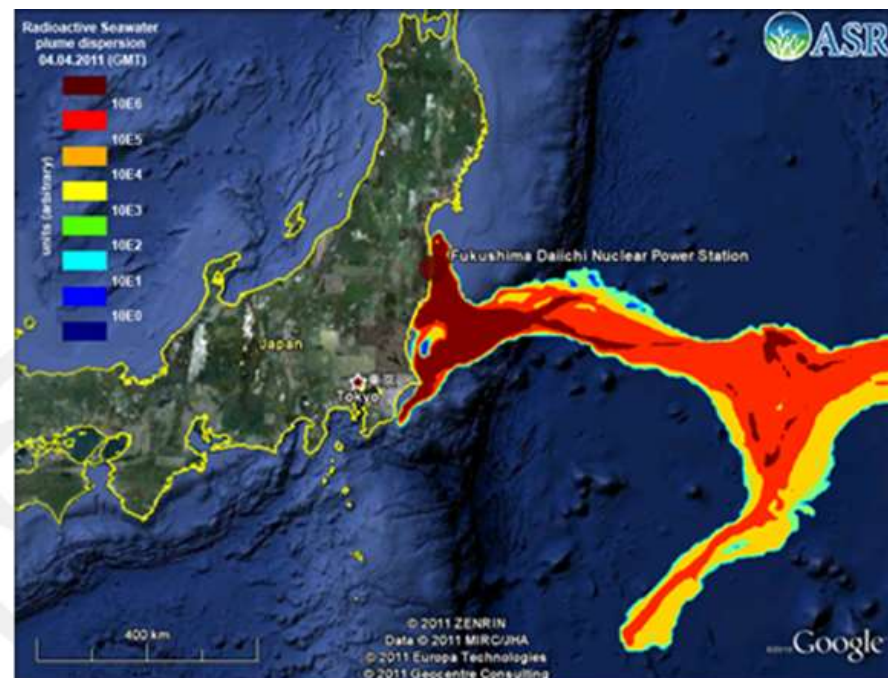 Radioactive Seawater
plume dispersion
04.04.2011 (GMT)
10E6
10E5
10E4
10E3
10E2
10E1
10E0
units (arbitrary)
ASR
Fukushima Daiichi Nuclear Power Station
Japan
Tokyo
400 km
© 2011 ZENRIN
Data © 2011 MIRC/JHA
© 2011 Europa Technologies
© 2011 Geocentre Consulting
Google